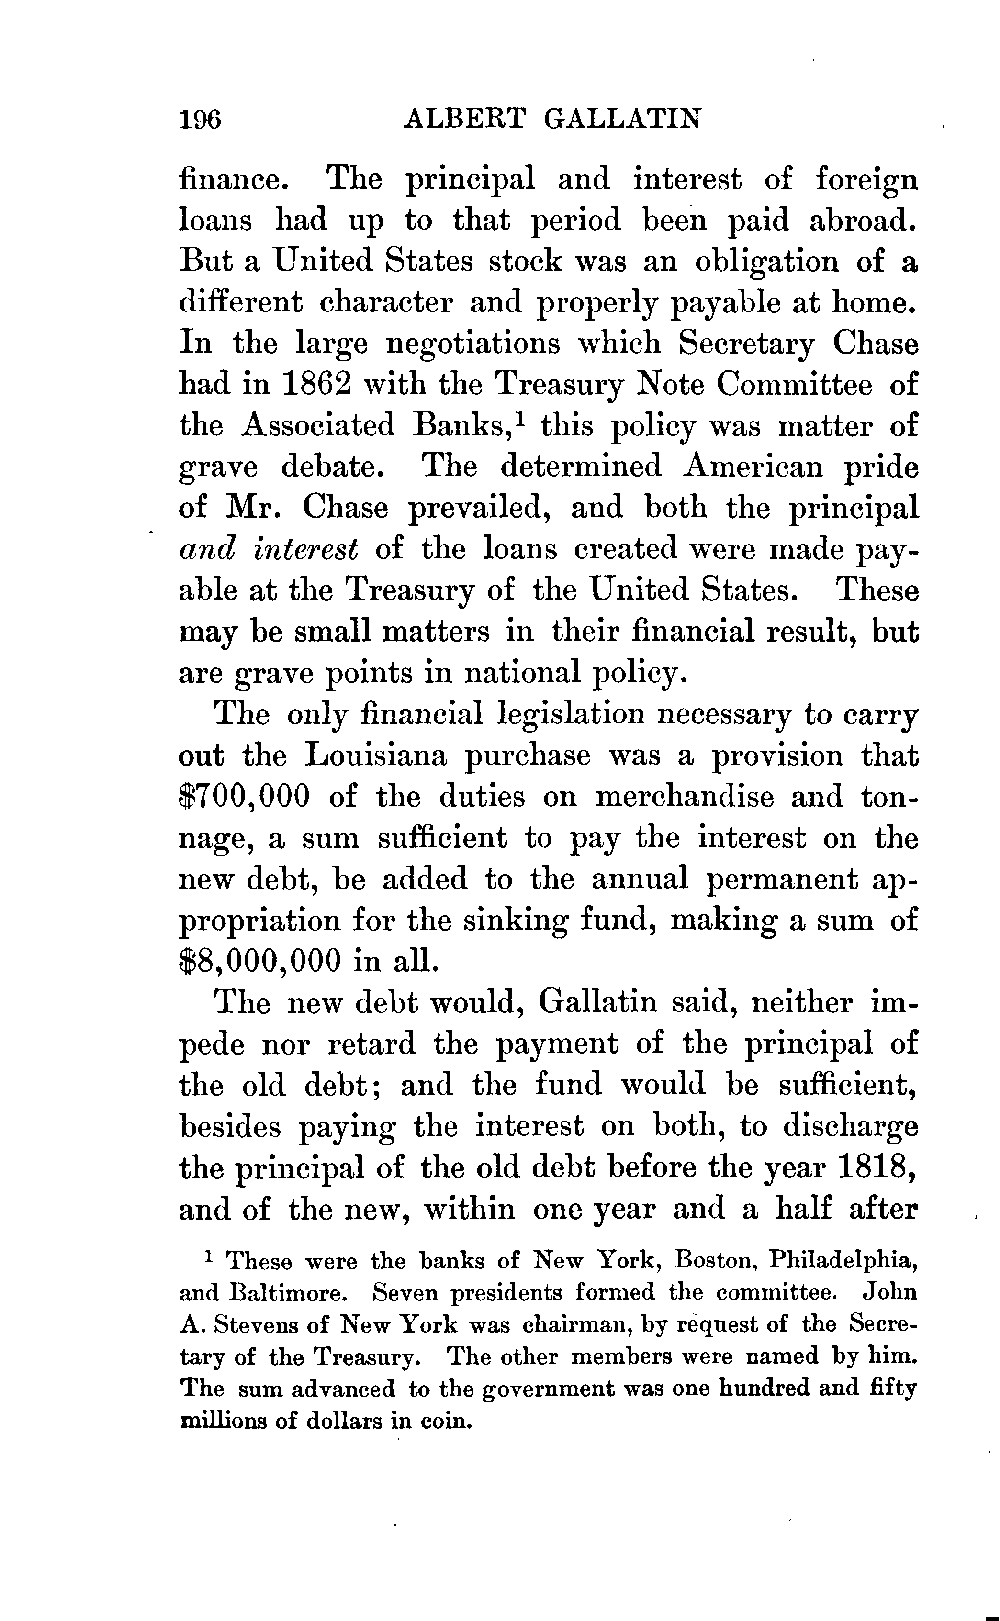 196 ALBERT GALLATIN
finance. The principal and interest of foreign
loans had up to that period been paid abroad.
But a United States stock was an obligation of a
different character and properly payable at home.
In the large negotiations which Secretary Chase
had in 1862 with the Treasury Note Committee of
the Associated Banks,¹ this policy was matter of
grave debate. The determined American pride
of Mr. Chase prevailed, and both the principal
and interest of the loans created were made pay-
able at the Treasury of the United States. These
may be small matters in their financial result, but
are grave points in national policy.
The only financial legislation necessary to carry
out the Louisiana purchase was a provision that
$700,000 of the duties on merchandise and ton-
nage, a sum sufficient to pay the interest on the
new debt, be added to the annual permanent ap-
propriation for the sinking fund, making a sum of
$8,000,000 in all.
The new debt would, Gallatin said, neither im-
pede nor retard the payment of the principal of
the old debt; and the fund would be sufficient,
besides paying the interest on both, to discharge
the principal of the old debt before the year 1818,
and of the new, within one year and a half after
¹ These were the banks of New York, Boston, Philadelphia,
and Baltimore. Seven presidents formed the committee. John
A. Stevens of New York was chairman, by request of the Secre-
tary of the Treasury. The other members were named by him.
The sum advanced to the government was one hundred and fifty
millions of dollars in coin.